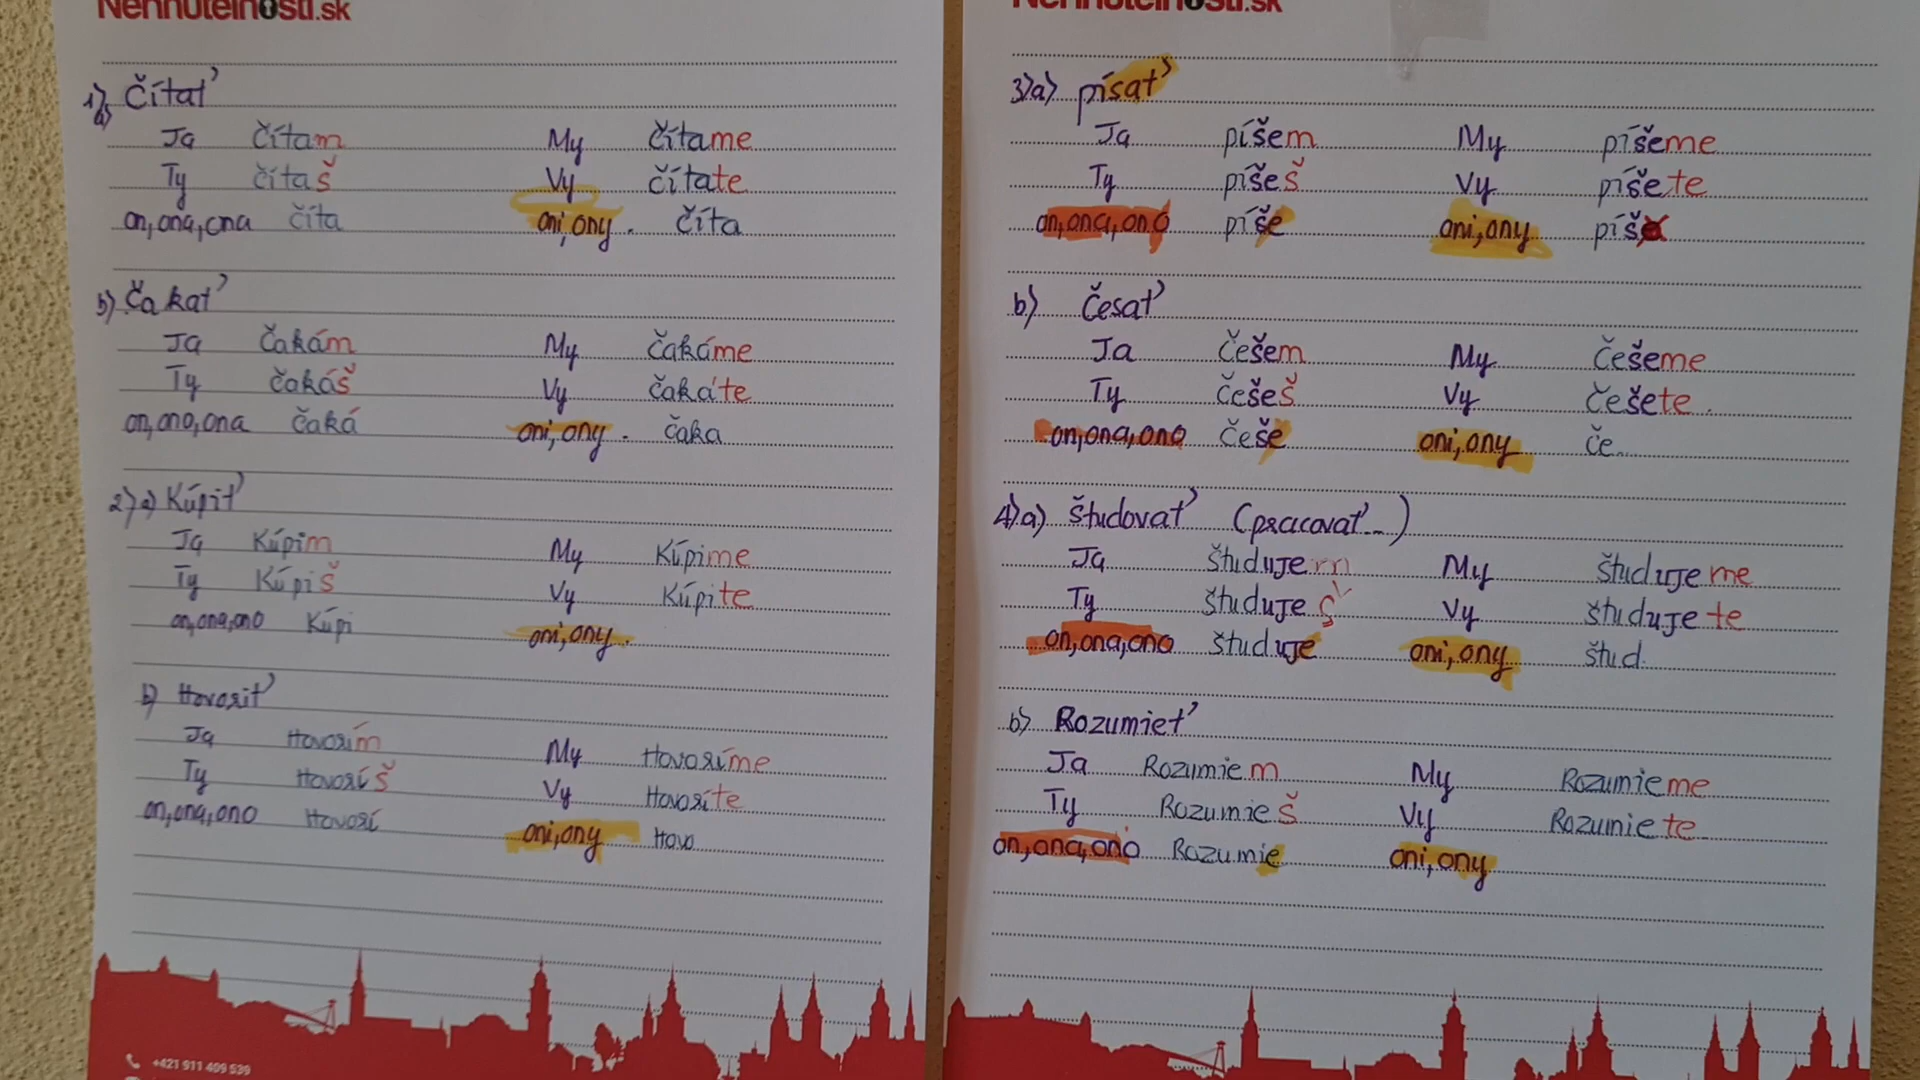 Nehnuteľnosti.sk
1) a) Čítať
Ja čítam My čítame
Ty čítaš Vy čítate
on, ona, ona číta oni, ony. číta
b) Čakať
Ja Čakám My čakáme
Ty čakáš Vy čakáte
on, ono, ona čaká oni, ony. čaka
2) a) Kúpiť
Ja Kúpim My Kúpime
Ty Kúpiš Vy Kúpite
on, ona, ono Kúpi oni, ony.
b) Hovoriť
Ja Hovorím My Hovoríme
Ty Hovoríš Vy Hovoríte
on, ona, ono Hovorí oni, ony Hovo
+421 911 409 539
Nehnuteľnosti.sk
3) a) písať
Ja píšem My píšeme
Ty píšeš Vy píšete
on, ona, ono píše oni, ony píš
b) Česať
Ja Češem My Češeme
Ty Češeš Vy Češete.
on, ona, ono Češe oni, ony če.
4) a) Študovať (pracovať...)
Ja študujem My študujeme
Ty študuješ Vy študujete
on, ona, ono študuje oni, ony štud.
b) Rozumieť
Ja Rozumiem My Rozumieme
Ty Rozumieš Vy Rozumiete
on, ona, ono Rozumie oni, ony